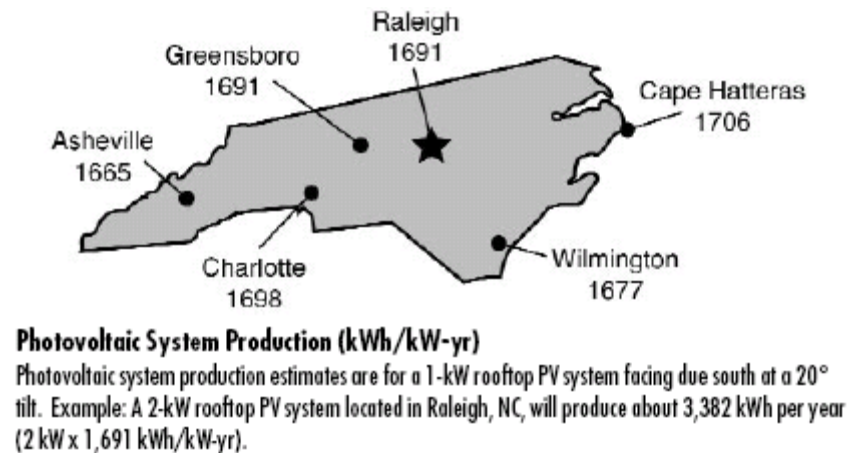 Raleigh
1691
Greensboro
1691
Cape Hatteras
1706
Asheville
1665
Charlotte
1698
Wilmington
1677
Photovoltaic System Production (kWh/kW-yr)
Photovoltaic system production estimates are for a 1-kW rooftop PV system facing due south at a 20°
tilt. Example: A 2-kW rooftop PV system located in Raleigh, NC, will produce about 3,382 kWh per year
(2 kW x 1,691 kWh/kW-yr).